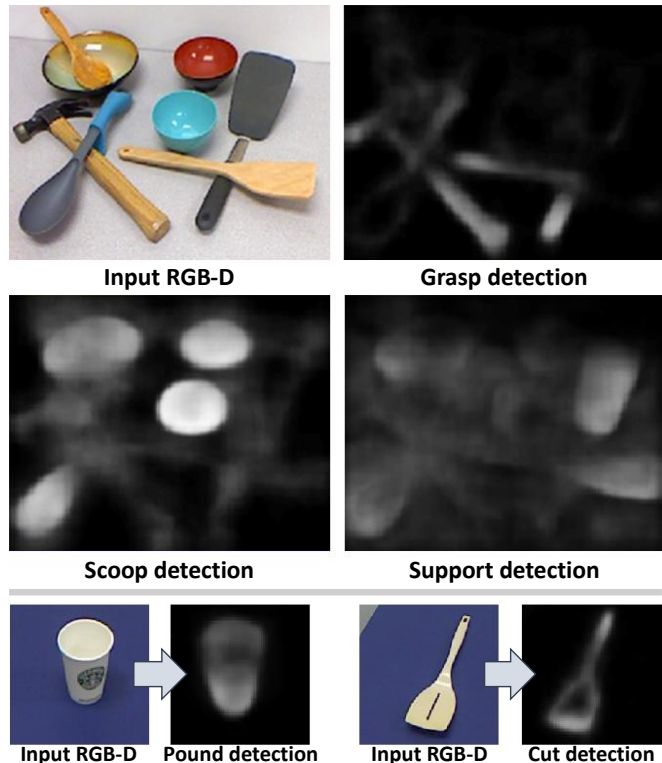 Input RGB-D
Grasp detection
Scoop detection
Support detection
Input RGB-D
Pound detection
Input RGB-D
Cut detection